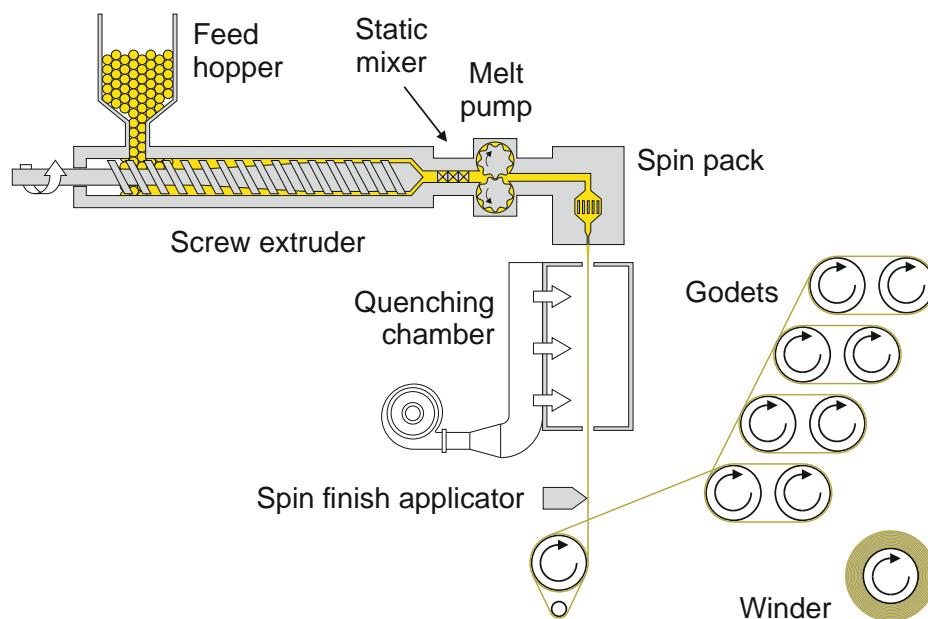 Feed
hopper
Static
mixer
Melt
pump
Spin pack
Screw extruder
Quenching
chamber
Godets
Spin finish applicator
Winder